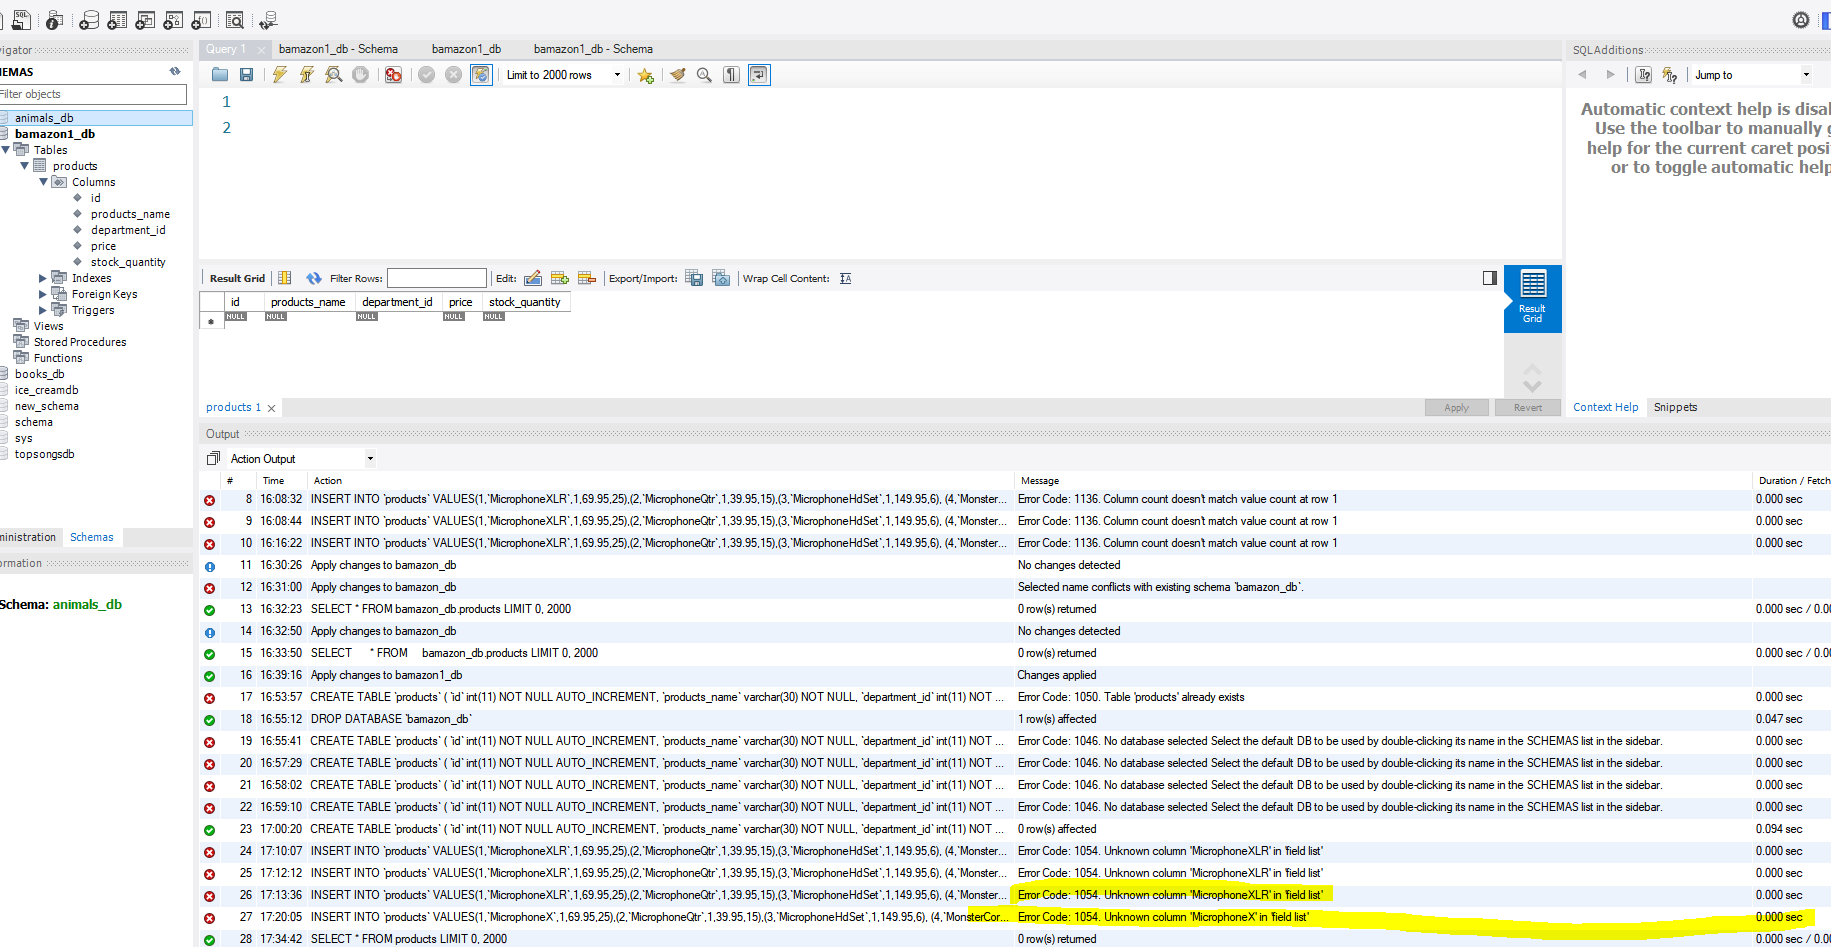 vigator
HEMAS
Filter objects
animals_db
bamazon1_db
Tables
products
Columns
id
products_name
department_id
price
stock_quantity
Indexes
Foreign Keys
Triggers
Views
Stored Procedures
Functions
books_db
ice_creamdb
new_schema
schema
sys
topsongsdb
ministration Schemas
ormation
Schema: animals_db
Query 1 bamazon1_db - Schema bamazon1_db bamazon1_db - Schema
Limit to 2000 rows
1
2
Result Grid Filter Rows: Edit: Export/Import: Wrap Cell Content:
id products_name department_id price stock_quantity
NULL NULL NULL NULL NULL
Result
Grid
products 1 Apply Revert
SQLAdditions
Jump to
Automatic context help is disal
Use the toolbar to manually g
help for the current caret posi
or to toggle automatic help
Context Help Snippets
Output
Action Output
# Time Action Message Duration / Fetch
8 16:08:32 INSERT INTO `products` VALUES(1,`MicrophoneXLR`,1,69.95,25),(2,`MicrophoneQtr`,1,39.95,15),(3,`MicrophoneHdSet`,1,149.95,6), (4,`Monster... Error Code: 1136. Column count doesn't match value count at row 1 0.000 sec
9 16:08:44 INSERT INTO `products` VALUES(1,`MicrophoneXLR`,1,69.95,25),(2,`MicrophoneQtr`,1,39.95,15),(3,`MicrophoneHdSet`,1,149.95,6), (4,`Monster... Error Code: 1136. Column count doesn't match value count at row 1 0.000 sec
10 16:16:22 INSERT INTO `products` VALUES(1,`MicrophoneXLR`,1,69.95,25),(2,`MicrophoneQtr`,1,39.95,15),(3,`MicrophoneHdSet`,1,149.95,6), (4,`Monster... Error Code: 1136. Column count doesn't match value count at row 1 0.000 sec
11 16:30:26 Apply changes to bamazon_db No changes detected
12 16:31:00 Apply changes to bamazon_db Selected name conflicts with existing schema `bamazon_db`.
13 16:32:23 SELECT * FROM bamazon_db.products LIMIT 0, 2000 0 row(s) returned 0.000 sec / 0.00
14 16:32:50 Apply changes to bamazon_db No changes detected
15 16:33:50 SELECT * FROM bamazon_db.products LIMIT 0, 2000 0 row(s) returned 0.000 sec / 0.00
16 16:39:16 Apply changes to bamazon1_db Changes applied
17 16:53:57 CREATE TABLE `products` ( `id` int(11) NOT NULL AUTO_INCREMENT, `products_name` varchar(30) NOT NULL, `department_id` int(11) NOT ... Error Code: 1050. Table 'products' already exists 0.000 sec
18 16:55:12 DROP DATABASE `bamazon_db` 1 row(s) affected 0.047 sec
19 16:55:41 CREATE TABLE `products` ( `id` int(11) NOT NULL AUTO_INCREMENT, `products_name` varchar(30) NOT NULL, `department_id` int(11) NOT ... Error Code: 1046. No database selected Select the default DB to be used by double-clicking its name in the SCHEMAS list in the sidebar. 0.000 sec
20 16:57:29 CREATE TABLE `products` ( `id` int(11) NOT NULL AUTO_INCREMENT, `products_name` varchar(30) NOT NULL, `department_id` int(11) NOT ... Error Code: 1046. No database selected Select the default DB to be used by double-clicking its name in the SCHEMAS list in the sidebar. 0.000 sec
21 16:58:02 CREATE TABLE `products` ( `id` int(11) NOT NULL AUTO_INCREMENT, `products_name` varchar(30) NOT NULL, `department_id` int(11) NOT ... Error Code: 1046. No database selected Select the default DB to be used by double-clicking its name in the SCHEMAS list in the sidebar. 0.000 sec
22 16:59:10 CREATE TABLE `products` ( `id` int(11) NOT NULL AUTO_INCREMENT, `products_name` varchar(30) NOT NULL, `department_id` int(11) NOT ... Error Code: 1046. No database selected Select the default DB to be used by double-clicking its name in the SCHEMAS list in the sidebar. 0.000 sec
23 17:00:20 CREATE TABLE `products` ( `id` int(11) NOT NULL AUTO_INCREMENT, `products_name` varchar(30) NOT NULL, `department_id` int(11) NOT ... 0 row(s) affected 0.094 sec
24 17:10:07 INSERT INTO `products` VALUES(1,`MicrophoneXLR`,1,69.95,25),(2,`MicrophoneQtr`,1,39.95,15),(3,`MicrophoneHdSet`,1,149.95,6), (4,`Monster... Error Code: 1054. Unknown column 'MicrophoneXLR' in 'field list' 0.000 sec
25 17:12:12 INSERT INTO `products` VALUES(1,`MicrophoneXLR`,1,69.95,25),(2,`MicrophoneQtr`,1,39.95,15),(3,`MicrophoneHdSet`,1,149.95,6), (4,`Monster... Error Code: 1054. Unknown column 'MicrophoneXLR' in 'field list' 0.000 sec
26 17:13:36 INSERT INTO `products` VALUES(1,`MicrophoneXLR`,1,69.95,25),(2,`MicrophoneQtr`,1,39.95,15),(3,`MicrophoneHdSet`,1,149.95,6), (4,`Monster... Error Code: 1054. Unknown column 'MicrophoneXLR' in 'field list' 0.000 sec
27 17:20:05 INSERT INTO `products` VALUES(1,`MicrophoneX`,1,69.95,25),(2,`MicrophoneQtr`,1,39.95,15),(3,`MicrophoneHdSet`,1,149.95,6), (4,`MonsterCor... Error Code: 1054. Unknown column 'MicrophoneX' in 'field list' 0.000 sec
28 17:34:42 SELECT * FROM products LIMIT 0, 2000 0 row(s) returned